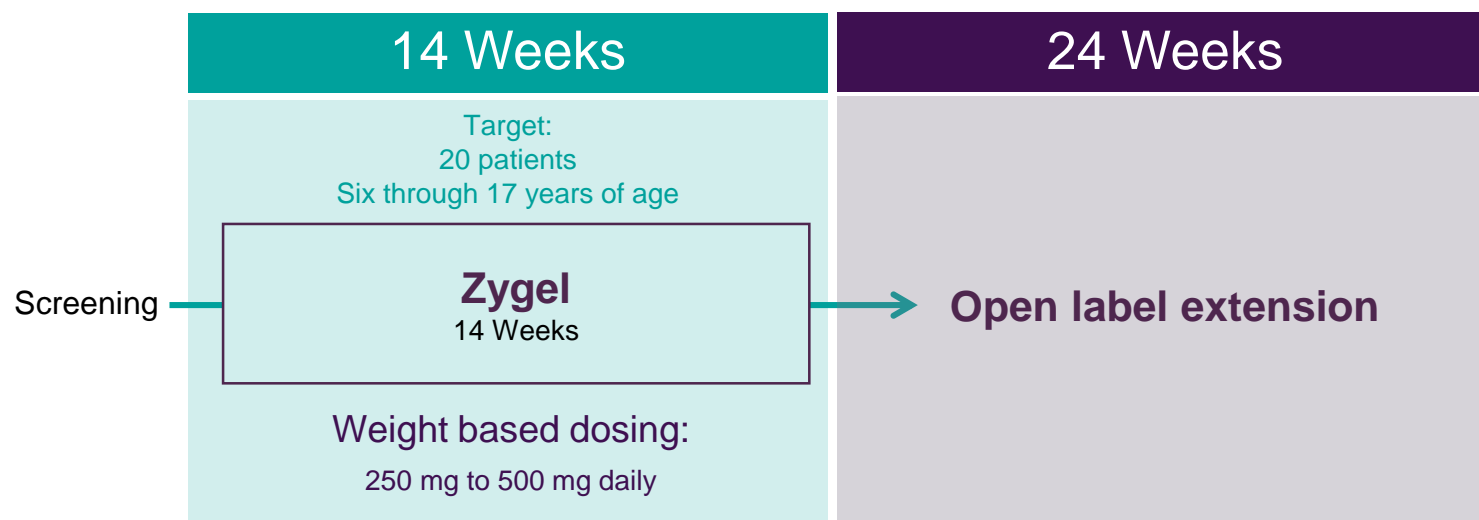 14 Weeks
24 Weeks
Target:
20 patients
Six through 17 years of age
Screening
Zygel
14 Weeks
Open label extension
Weight based dosing:
250 mg to 500 mg daily